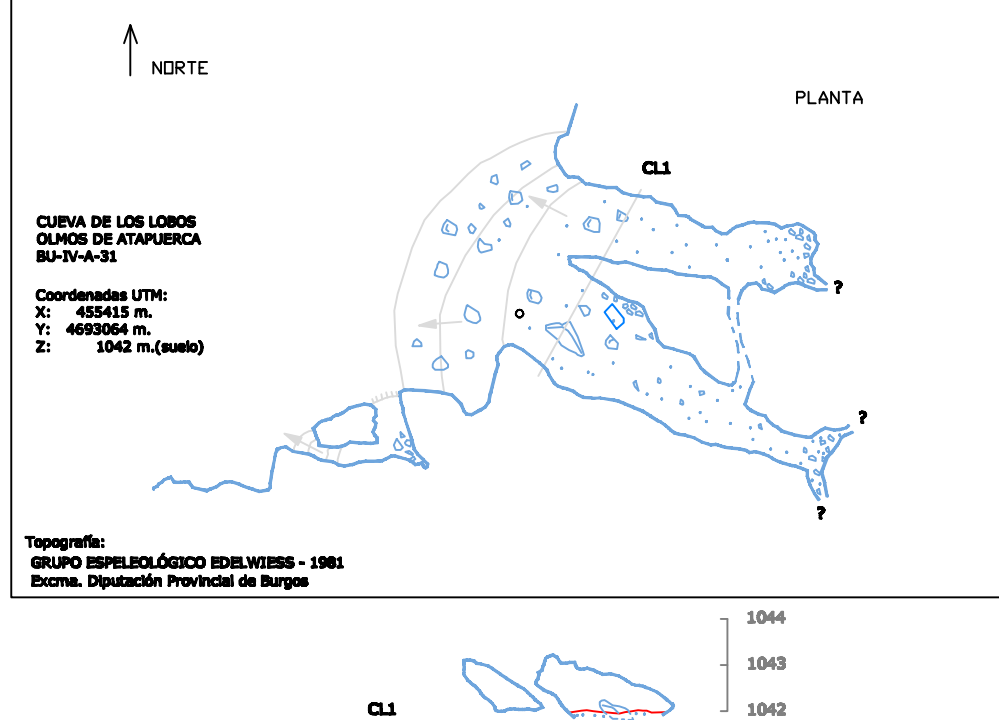 NORTE
PLANTA
CL1
CUEVA DE LOS LOBOS
OLMOS DE ATAPUERCA
BU-IV-A-31
Coordenadas UTM:
X: 455415 m.
Y: 4693064 m.
Z: 1042 m.(suelo)
?
?
?
Topografía:
GRUPO ESPELEOLÓGICO EDELWIESS - 1981
Excma. Diputación Provincial de Burgos
1044
1043
CL1
1042